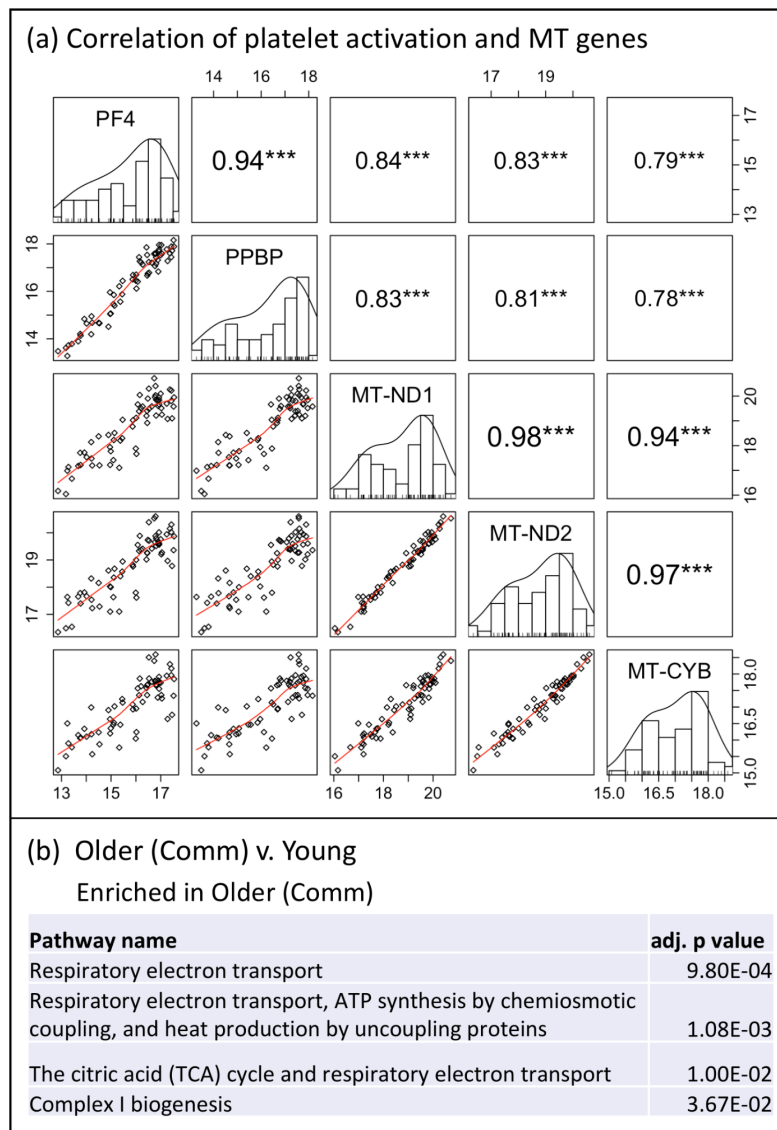 (a) Correlation of platelet activation and MT genes
14 16 18
17 19
PF4
0.94***
0.84***
0.83***
0.79***
13 15 17
14 16 18
PPBP
0.83***
0.81***
0.78***
MT-ND1
0.98***
0.94***
16 18 20
17 19
MT-ND2
0.97***
MT-CYB
15.0 16.5 18.0
13 15 17
16 18 20
15.0 16.5 18.0
(b) Older (Comm) v. Young
Enriched in Older (Comm)
Pathway name adj. p value
Respiratory electron transport 9.80E-04
Respiratory electron transport, ATP synthesis by chemiosmotic
coupling, and heat production by uncoupling proteins 1.08E-03
The citric acid (TCA) cycle and respiratory electron transport 1.00E-02
Complex I biogenesis 3.67E-02